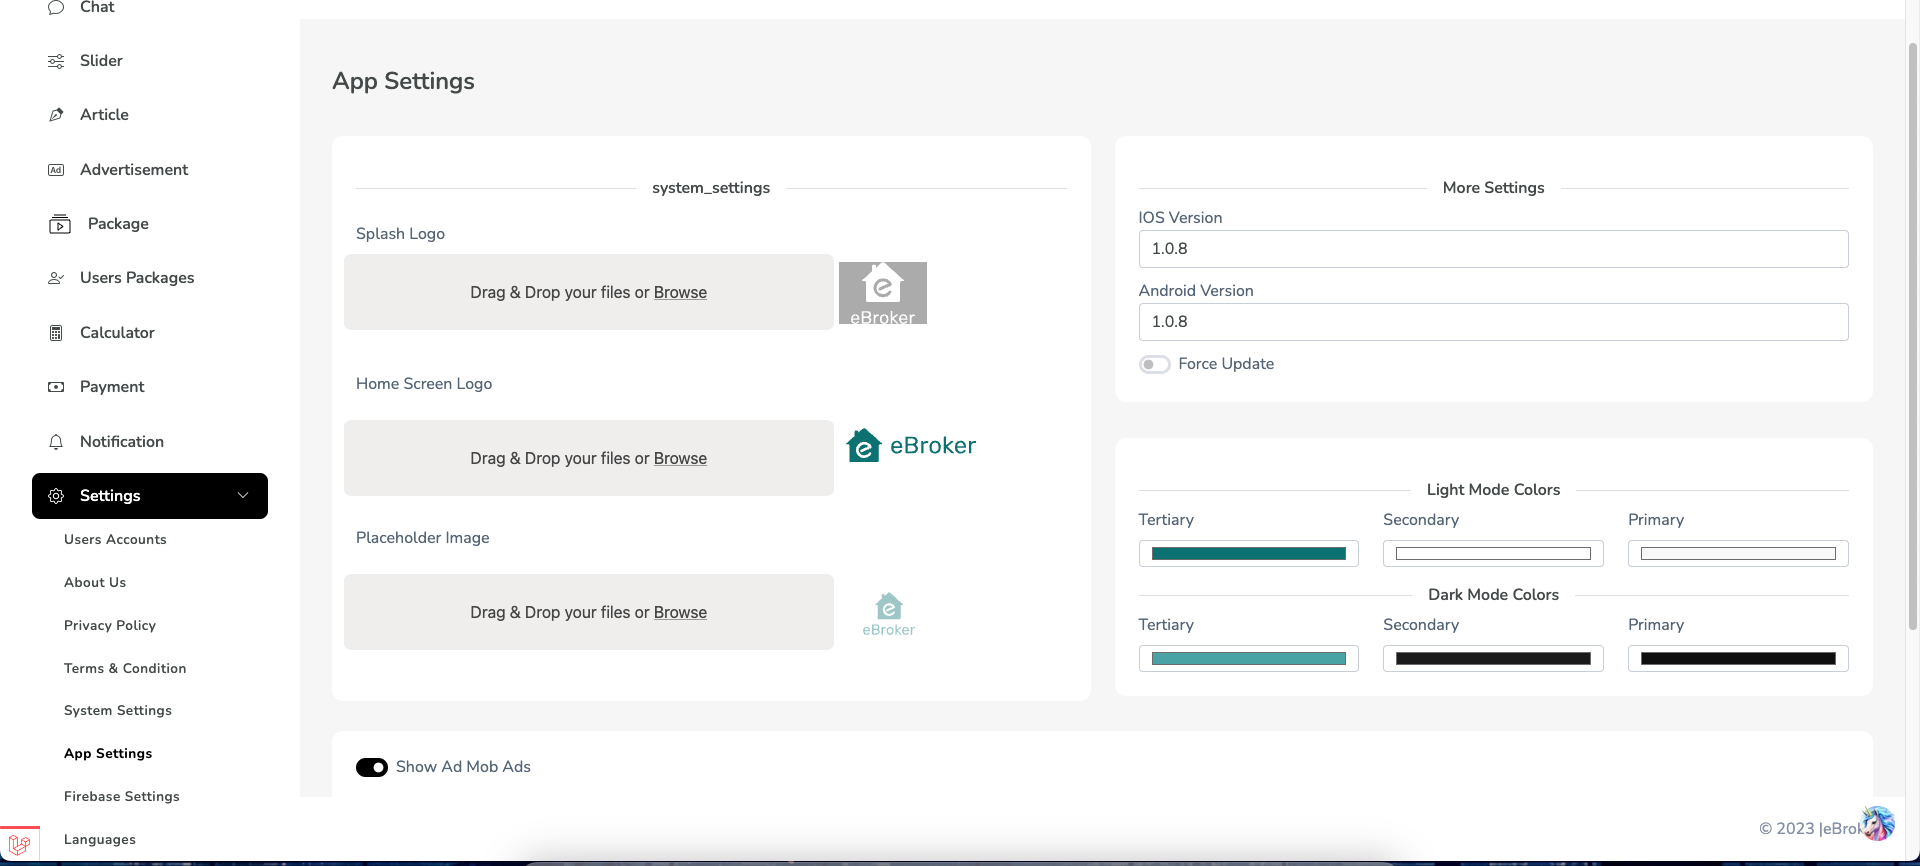 Chat
Slider
Article
Ad Advertisement
Package
Users Packages
Calculator
Payment
Notification
Settings
Users Accounts
About Us
Privacy Policy
Terms & Condition
System Settings
App Settings
Firebase Settings
Languages
App Settings
system_settings
Splash Logo
Drag & Drop your files or Browse
e
eBroker
Home Screen Logo
Drag & Drop your files or Browse
e eBroker
Placeholder Image
Drag & Drop your files or Browse
e
eBroker
More Settings
IOS Version
1.0.8
Android Version
1.0.8
Force Update
Light Mode Colors
Tertiary Secondary Primary
Dark Mode Colors
Tertiary Secondary Primary
Show Ad Mob Ads
© 2023 |eBrok